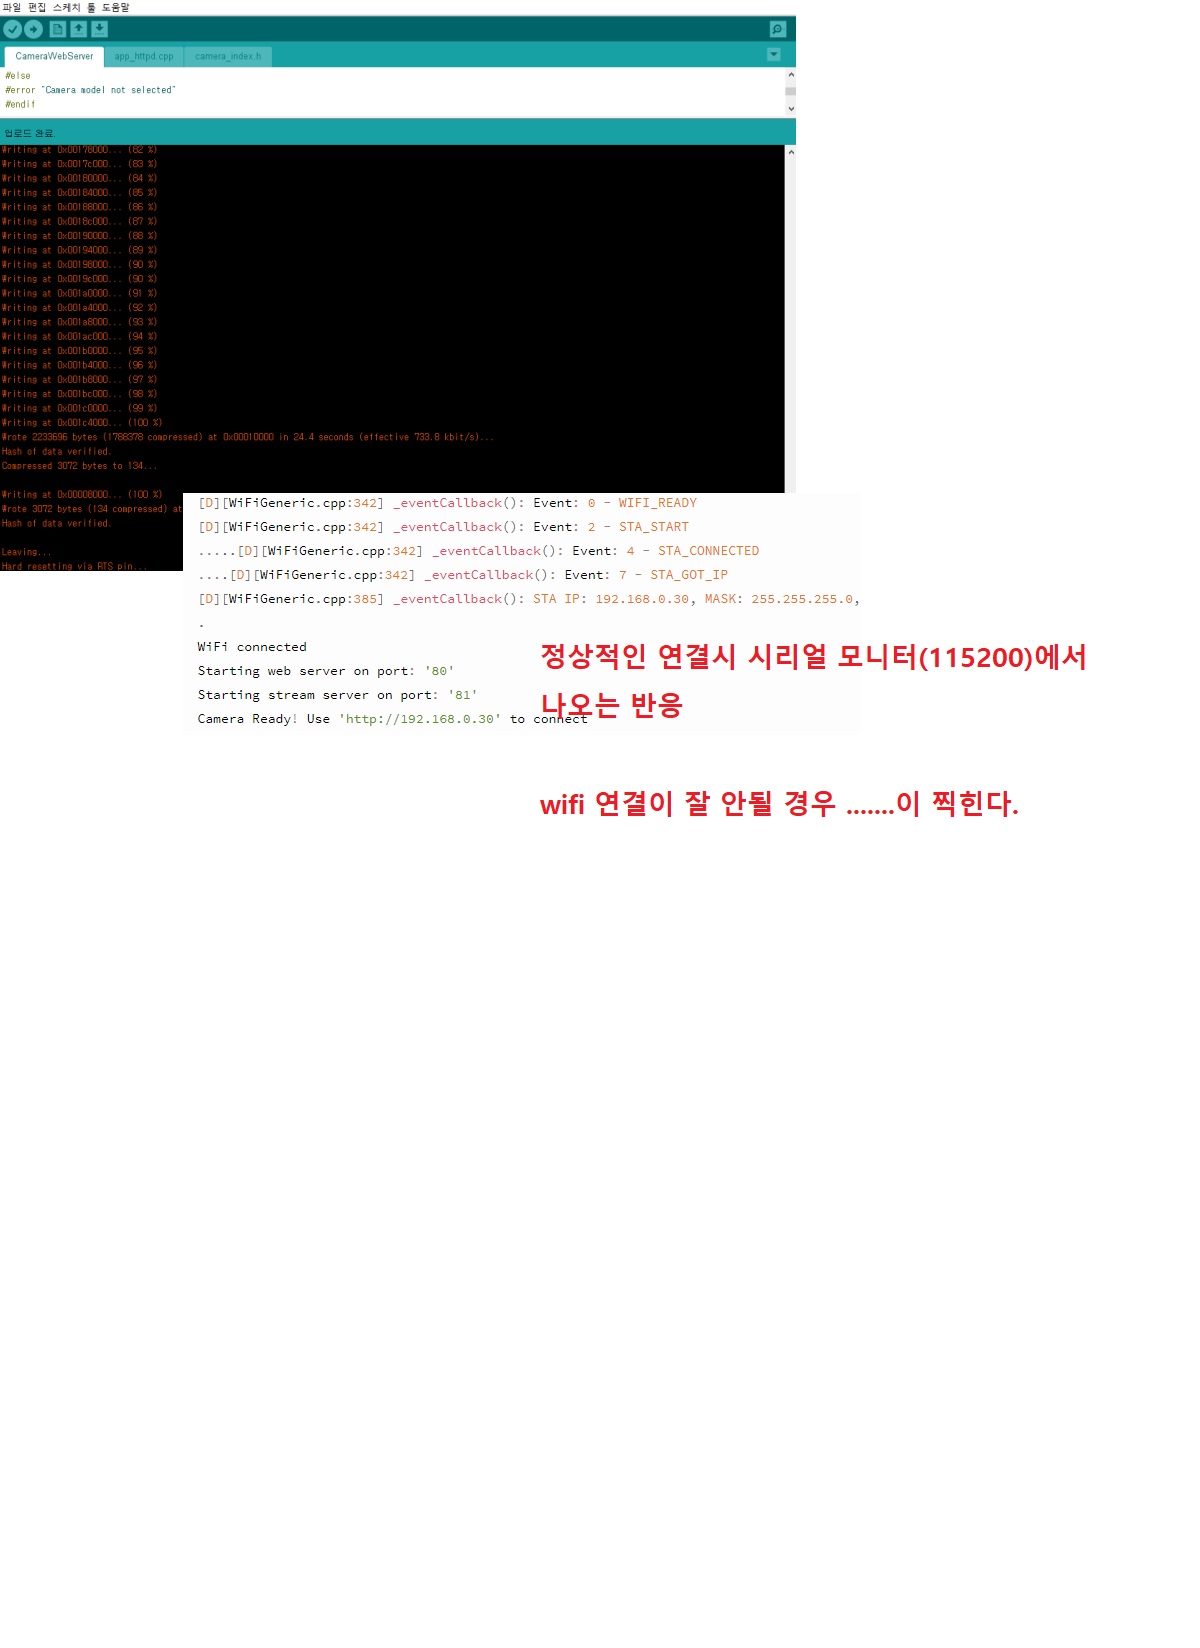 파일 편집 스케치 툴 도움말
CameraWebServer app_httpd.cpp camera_index.h
#else
#error "Camera model not selected"
#endif
업로드 완료
Writing at 0x00178000... (82 %)
Writing at 0x0017c000... (83 %)
Writing at 0x00180000... (84 %)
Writing at 0x00184000... (85 %)
Writing at 0x00188000... (86 %)
Writing at 0x0018c000... (87 %)
Writing at 0x00190000... (88 %)
Writing at 0x00194000... (89 %)
Writing at 0x00198000... (90 %)
Writing at 0x0019c000... (90 %)
Writing at 0x001a0000... (91 %)
Writing at 0x001a4000... (92 %)
Writing at 0x001a8000... (93 %)
Writing at 0x001ac000... (94 %)
Writing at 0x001b0000... (95 %)
Writing at 0x001b4000... (96 %)
Writing at 0x001b8000... (97 %)
Writing at 0x001bc000... (98 %)
Writing at 0x001c0000... (99 %)
Writing at 0x001c4000... (100 %)
Wrote 2233696 bytes (1788378 compressed) at 0x00010000 in 24.4 seconds (effective 733.8 kbit/s)...
Hash of data verified.
Compressed 3072 bytes to 134...
Writing at 0x00008000... (100 %)
Wrote 3072 bytes (134 compressed) at
Hash of data verified.
Leaving...
Hard resetting via RTS pin...
[D][WiFiGeneric.cpp:342] _eventCallback(): Event: 0 - WIFI_READY
[D][WiFiGeneric.cpp:342] _eventCallback(): Event: 2 - STA_START
.....[D][WiFiGeneric.cpp:342] _eventCallback(): Event: 4 - STA_CONNECTED
....[D][WiFiGeneric.cpp:342] _eventCallback(): Event: 7 - STA_GOT_IP
[D][WiFiGeneric.cpp:385] _eventCallback(): STA IP: 192.168.0.30, MASK: 255.255.255.0,
.
WiFi connected
Starting web server on port: '80'
Starting stream server on port: '81'
Camera Ready! Use 'http://192.168.0.30' to connect
정상적인 연결시 시리얼 모니터(115200)에서
나오는 반응
wifi 연결이 잘 안될 경우 .......이 찍힌다.